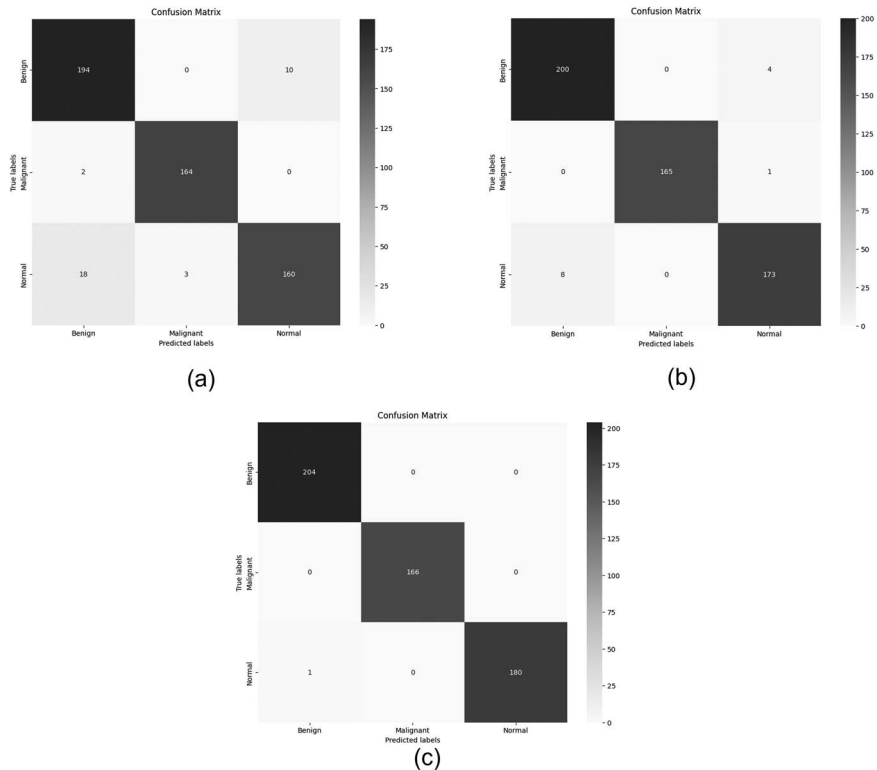 Confusion Matrix
Benign
194
0
10
True labels
Malignant
2
164
0
Normal
18
3
160
Benign
Malignant
Normal
Predicted labels
175
150
125
100
75
50
25
0
(a)
Confusion Matrix
Benign
200
0
4
True labels
Malignant
0
165
1
Normal
8
0
173
Benign
Malignant
Normal
Predicted labels
200
175
150
125
100
75
50
25
0
(b)
Confusion Matrix
Benign
204
0
0
True labels
Malignant
0
166
0
Normal
1
0
180
Benign
Malignant
Normal
Predicted labels
200
175
150
125
100
75
50
25
0
(c)